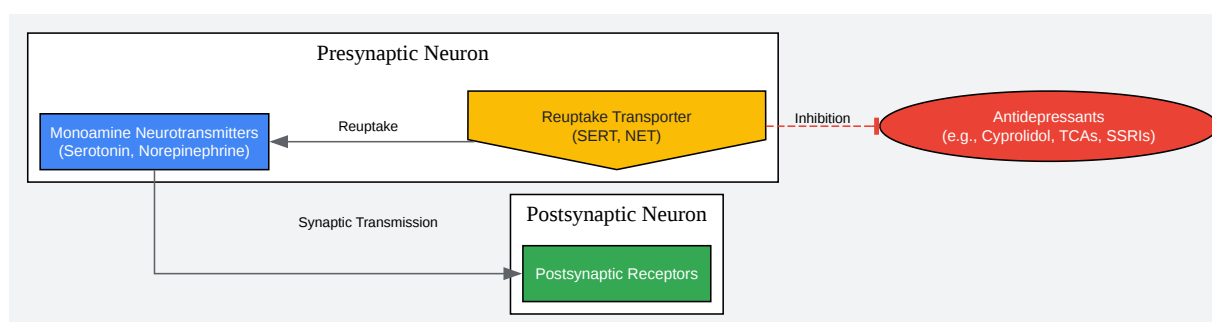 Presynaptic Neuron
Monoamine Neurotransmitters
(Serotonin, Norepinephrine)
Reuptake
Reuptake Transporter
(SERT, NET)
Inhibition
Antidepressants
(e.g., Cyprolidol, TCAs, SSRIs)
Synaptic Transmission
Postsynaptic Neuron
Postsynaptic Receptors